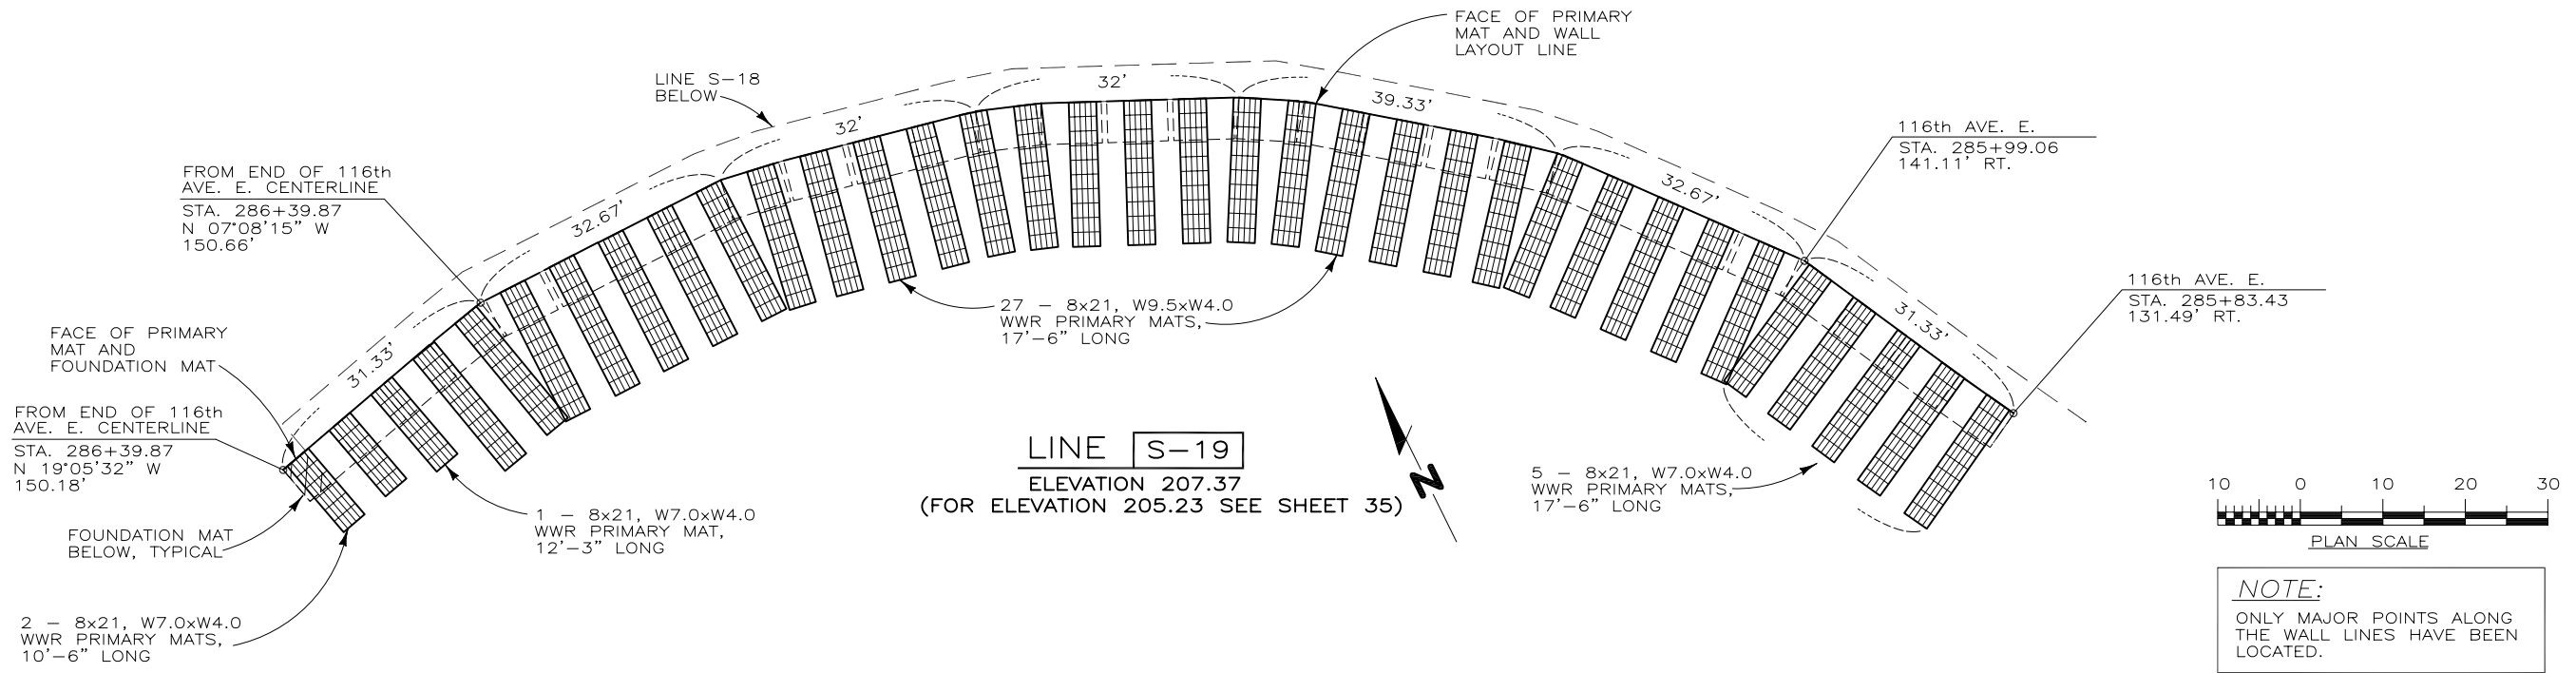 FACE OF PRIMARY
MAT AND WALL
LAYOUT LINE
LINE S-18
BELOW
32'
39.33'
32'
116th AVE. E.
STA. 285+99.06
141.11' RT.
FROM END OF 116th
AVE. E. CENTERLINE
STA. 286+39.87
N 07°08'15" W
150.66'
32.67'
32.67'
116th AVE. E.
STA. 285+83.43
131.49' RT.
27 - 8x21, W9.5xW4.0
WWR PRIMARY MATS,
17'-6" LONG
31.33'
FACE OF PRIMARY
MAT AND
FOUNDATION MAT
31.33'
FROM END OF 116th
AVE. E. CENTERLINE
STA. 286+39.87
N 19°05'32" W
150.18'
LINE S-19
ELEVATION 207.37
(FOR ELEVATION 205.23 SEE SHEET 35)
N
5 - 8x21, W7.0xW4.0
WWR PRIMARY MATS,
17'-6" LONG
10 0 10 20 30
PLAN SCALE
FOUNDATION MAT
BELOW, TYPICAL
1 - 8x21, W7.0xW4.0
WWR PRIMARY MAT,
12'-3" LONG
2 - 8x21, W7.0xW4.0
WWR PRIMARY MATS,
10'-6" LONG
NOTE:
ONLY MAJOR POINTS ALONG
THE WALL LINES HAVE BEEN
LOCATED.